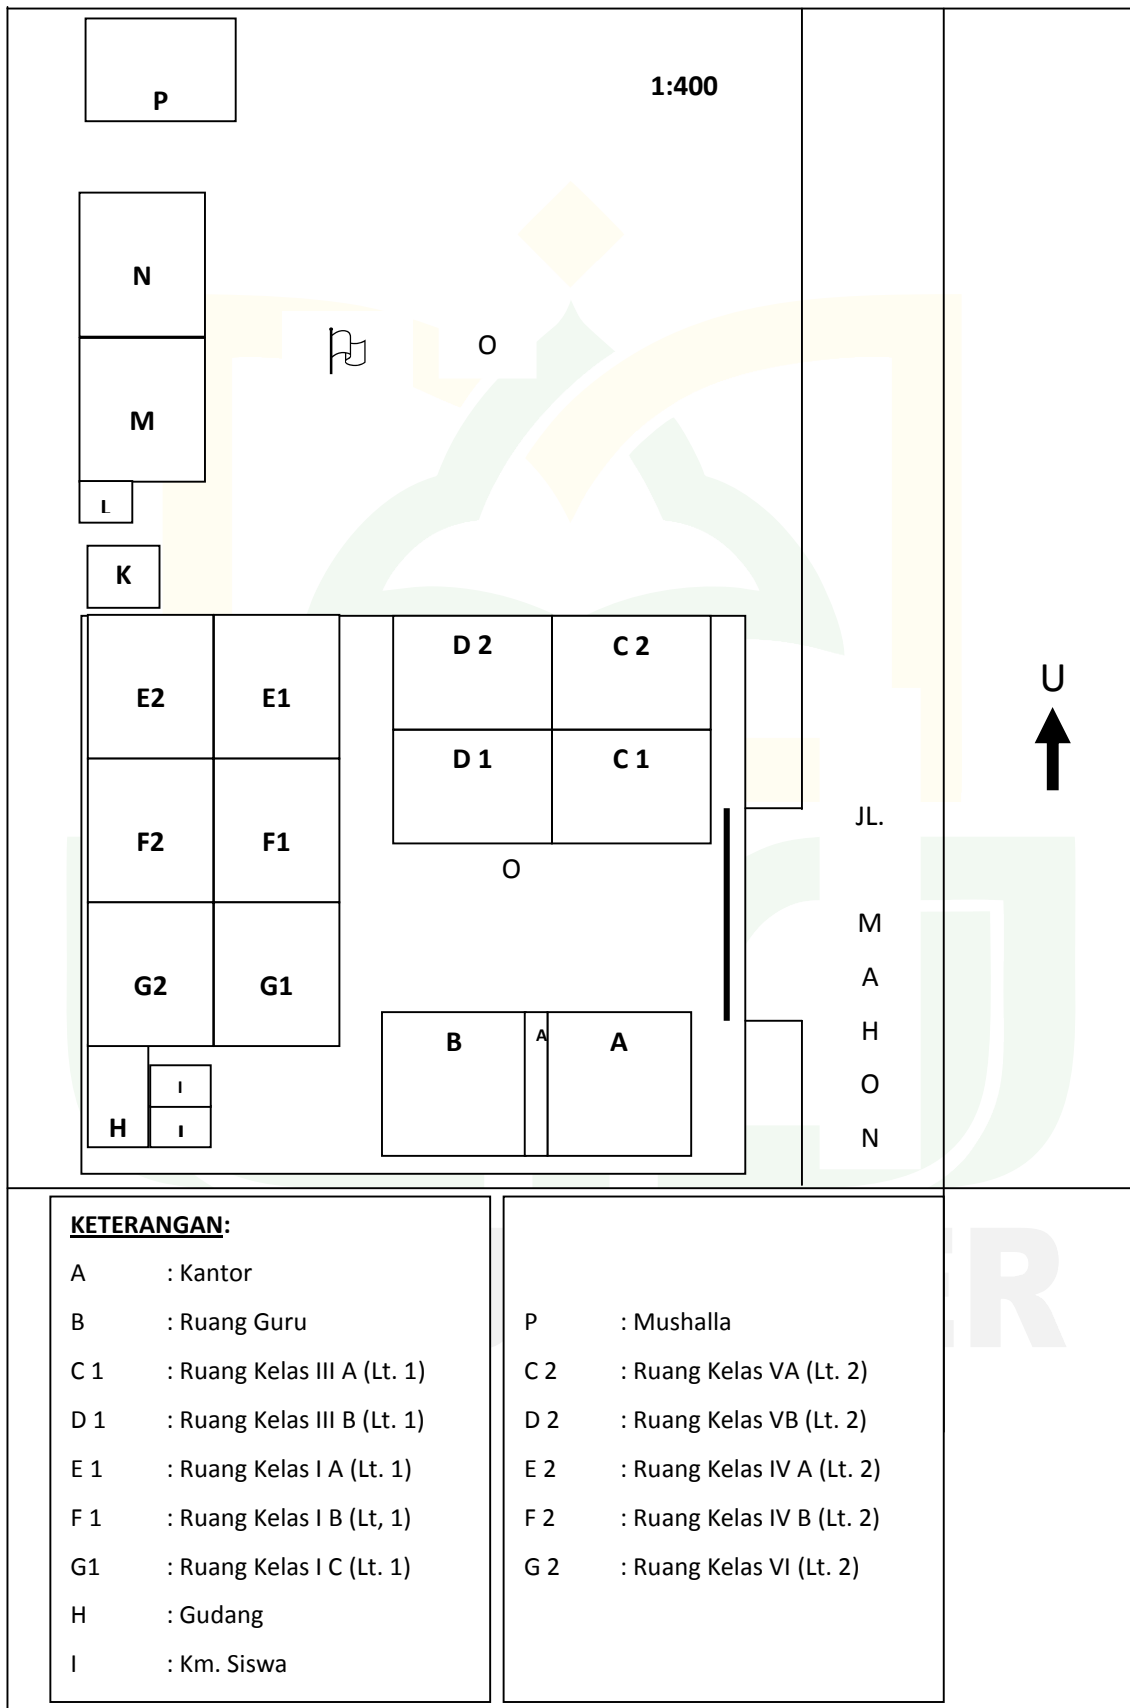 P
1:400
N
O
M
L
K
D 2
C 2
E2
E1
U
D 1
C 1
JL.
F2
F1
O
M
A
G2
G1
H
B
A
A
O
I
H
I
N
KETERANGAN:
A : Kantor
B : Ruang Guru
C 1 : Ruang Kelas III A (Lt. 1)
D 1 : Ruang Kelas III B (Lt. 1)
E 1 : Ruang Kelas I A (Lt. 1)
F 1 : Ruang Kelas I B (Lt, 1)
G1 : Ruang Kelas I C (Lt. 1)
H : Gudang
I : Km. Siswa
P : Mushalla
C 2 : Ruang Kelas VA (Lt. 2)
D 2 : Ruang Kelas VB (Lt. 2)
E 2 : Ruang Kelas IV A (Lt. 2)
F 2 : Ruang Kelas IV B (Lt. 2)
G 2 : Ruang Kelas VI (Lt. 2)
ER